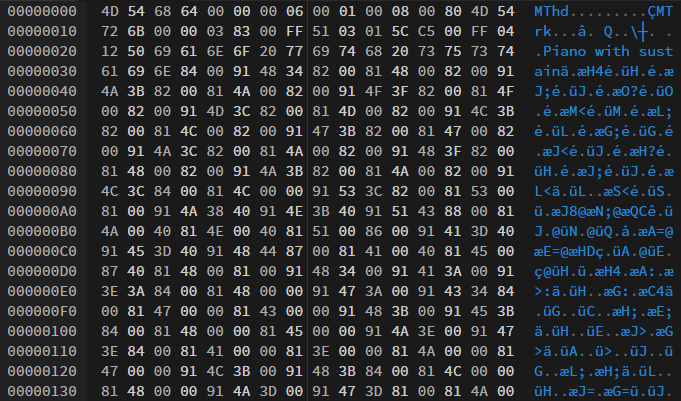 00000000 4D 54 68 64 00 00 00 06 00 01 00 08 00 80 4D 54 MThd.........ÇMT
00000010 72 6B 00 00 03 83 00 FF 51 03 01 5C C5 00 FF 04 rk...â. Q..\┼. .
00000020 12 50 69 61 6E 6F 20 77 69 74 68 20 73 75 73 74 .Piano with sust
00000030 61 69 6E 84 00 91 48 34 82 00 81 48 00 82 00 91 ainä.æH4é.üH.é.æ
00000040 4A 3B 82 00 81 4A 00 82 00 91 4F 3F 82 00 81 4F J;é.üJ.é.æO?é.üO
00000050 00 82 00 91 4D 3C 82 00 81 4D 00 82 00 91 4C 3B .é.æM<é.üM.é.æL;
00000060 82 00 81 4C 00 82 00 91 47 3B 82 00 81 47 00 82 é.üL.é.æG;é.üG.é
00000070 00 91 4A 3C 82 00 81 4A 00 82 00 91 48 3F 82 00 .æJ<é.üJ.é.æH?é.
00000080 81 48 00 82 00 91 4A 3B 82 00 81 4A 00 82 00 91 üH.é.æJ;é.üJ.é.æ
00000090 4C 3C 84 00 81 4C 00 00 91 53 3C 82 00 81 53 00 L<ä.üL..æS<é.üS.
000000A0 81 00 91 4A 38 40 91 4E 3B 40 91 51 43 88 00 81 ü.æJ8@æN;@æQCê.ü
000000B0 4A 00 40 81 4E 00 40 81 51 00 86 00 91 41 3D 40 J.@üN.@üQ.å.æA=@
000000C0 91 45 3D 40 91 48 44 87 00 81 41 00 40 81 45 00 æE=@æHDç.üA.@üE.
000000D0 87 40 81 48 00 81 00 91 48 34 00 91 41 3A 00 91 ç@üH.ü.æH4.æA:.æ
000000E0 3E 3A 84 00 81 48 00 00 91 47 3A 00 91 43 34 84 >:ä.üH..æG:.æC4ä
000000F0 00 81 47 00 00 81 43 00 00 91 48 3B 00 91 45 3B .üG..üC..æH;.æE;
00000100 84 00 81 48 00 00 81 45 00 00 91 4A 3E 00 91 47 ä.üH..üE..æJ>.æG
00000110 3E 84 00 81 41 00 00 81 3E 00 00 81 4A 00 00 81 >ä.üA..ü>..üJ..ü
00000120 47 00 00 91 4C 3B 00 91 48 3B 84 00 81 4C 00 00 G..æL;.æH;ä.üL..
00000130 81 48 00 00 91 4A 3D 00 91 47 3D 81 00 81 4A 00 üH..æJ=.æG=ü.üJ.